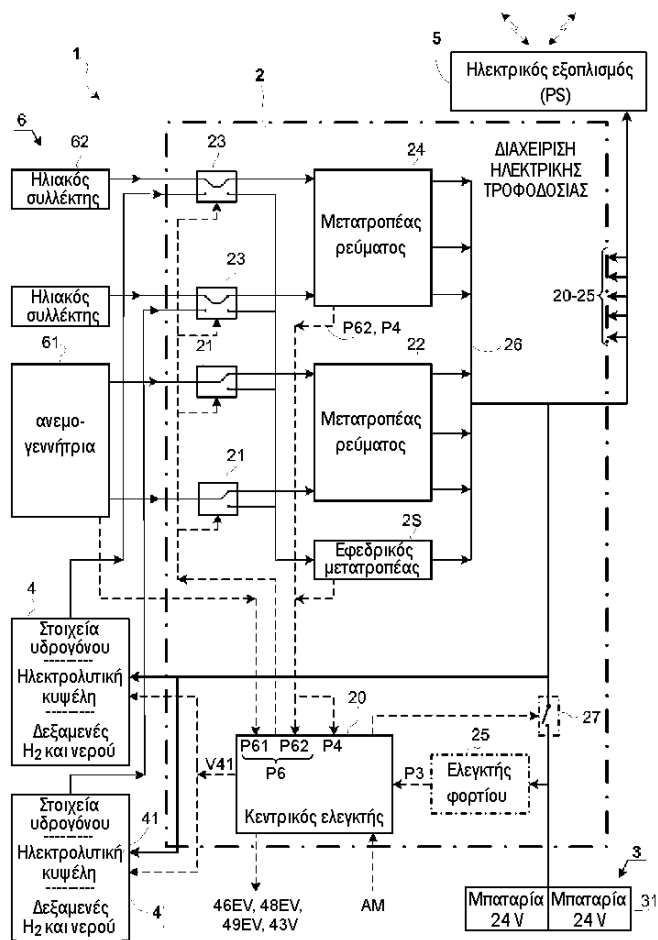 1
5
Ηλεκτρικός εξοπλισμός
(PS)
6
2
62
23
24
ΔΙΑΧΕΙΡΙΣΗ
ΗΛΕΚΤΡΙΚΗΣ
ΤΡΟΦΟΔΟΣΙΑΣ
Ηλιακός
συλλέκτης
Μετατροπέας
ρεύματος
23
20-25
Ηλιακός
συλλέκτης
P62, P4
26
61
21
22
ανεμο-
γεννήτρια
Μετατροπέας
ρεύματος
21
2S
Εφεδρικός
μετατροπέας
4
Στοιχεία
υδρογόνου
Ηλεκτρολυτική
κυψέλη
Δεξαμενές
H2 και νερού
20
27
25
P61
P62
P4
P6
V41
P3
Ελεγκτής
φορτίου
Κεντρικός ελεγκτής
Στοιχεία
υδρογόνου
41
Ηλεκτρολυτική
κυψέλη
Δεξαμενές
H2 και νερού
4
46EV, 48EV,
49EV, 43V
AM
3
Μπαταρία
24 V
Μπαταρία
24 V
31